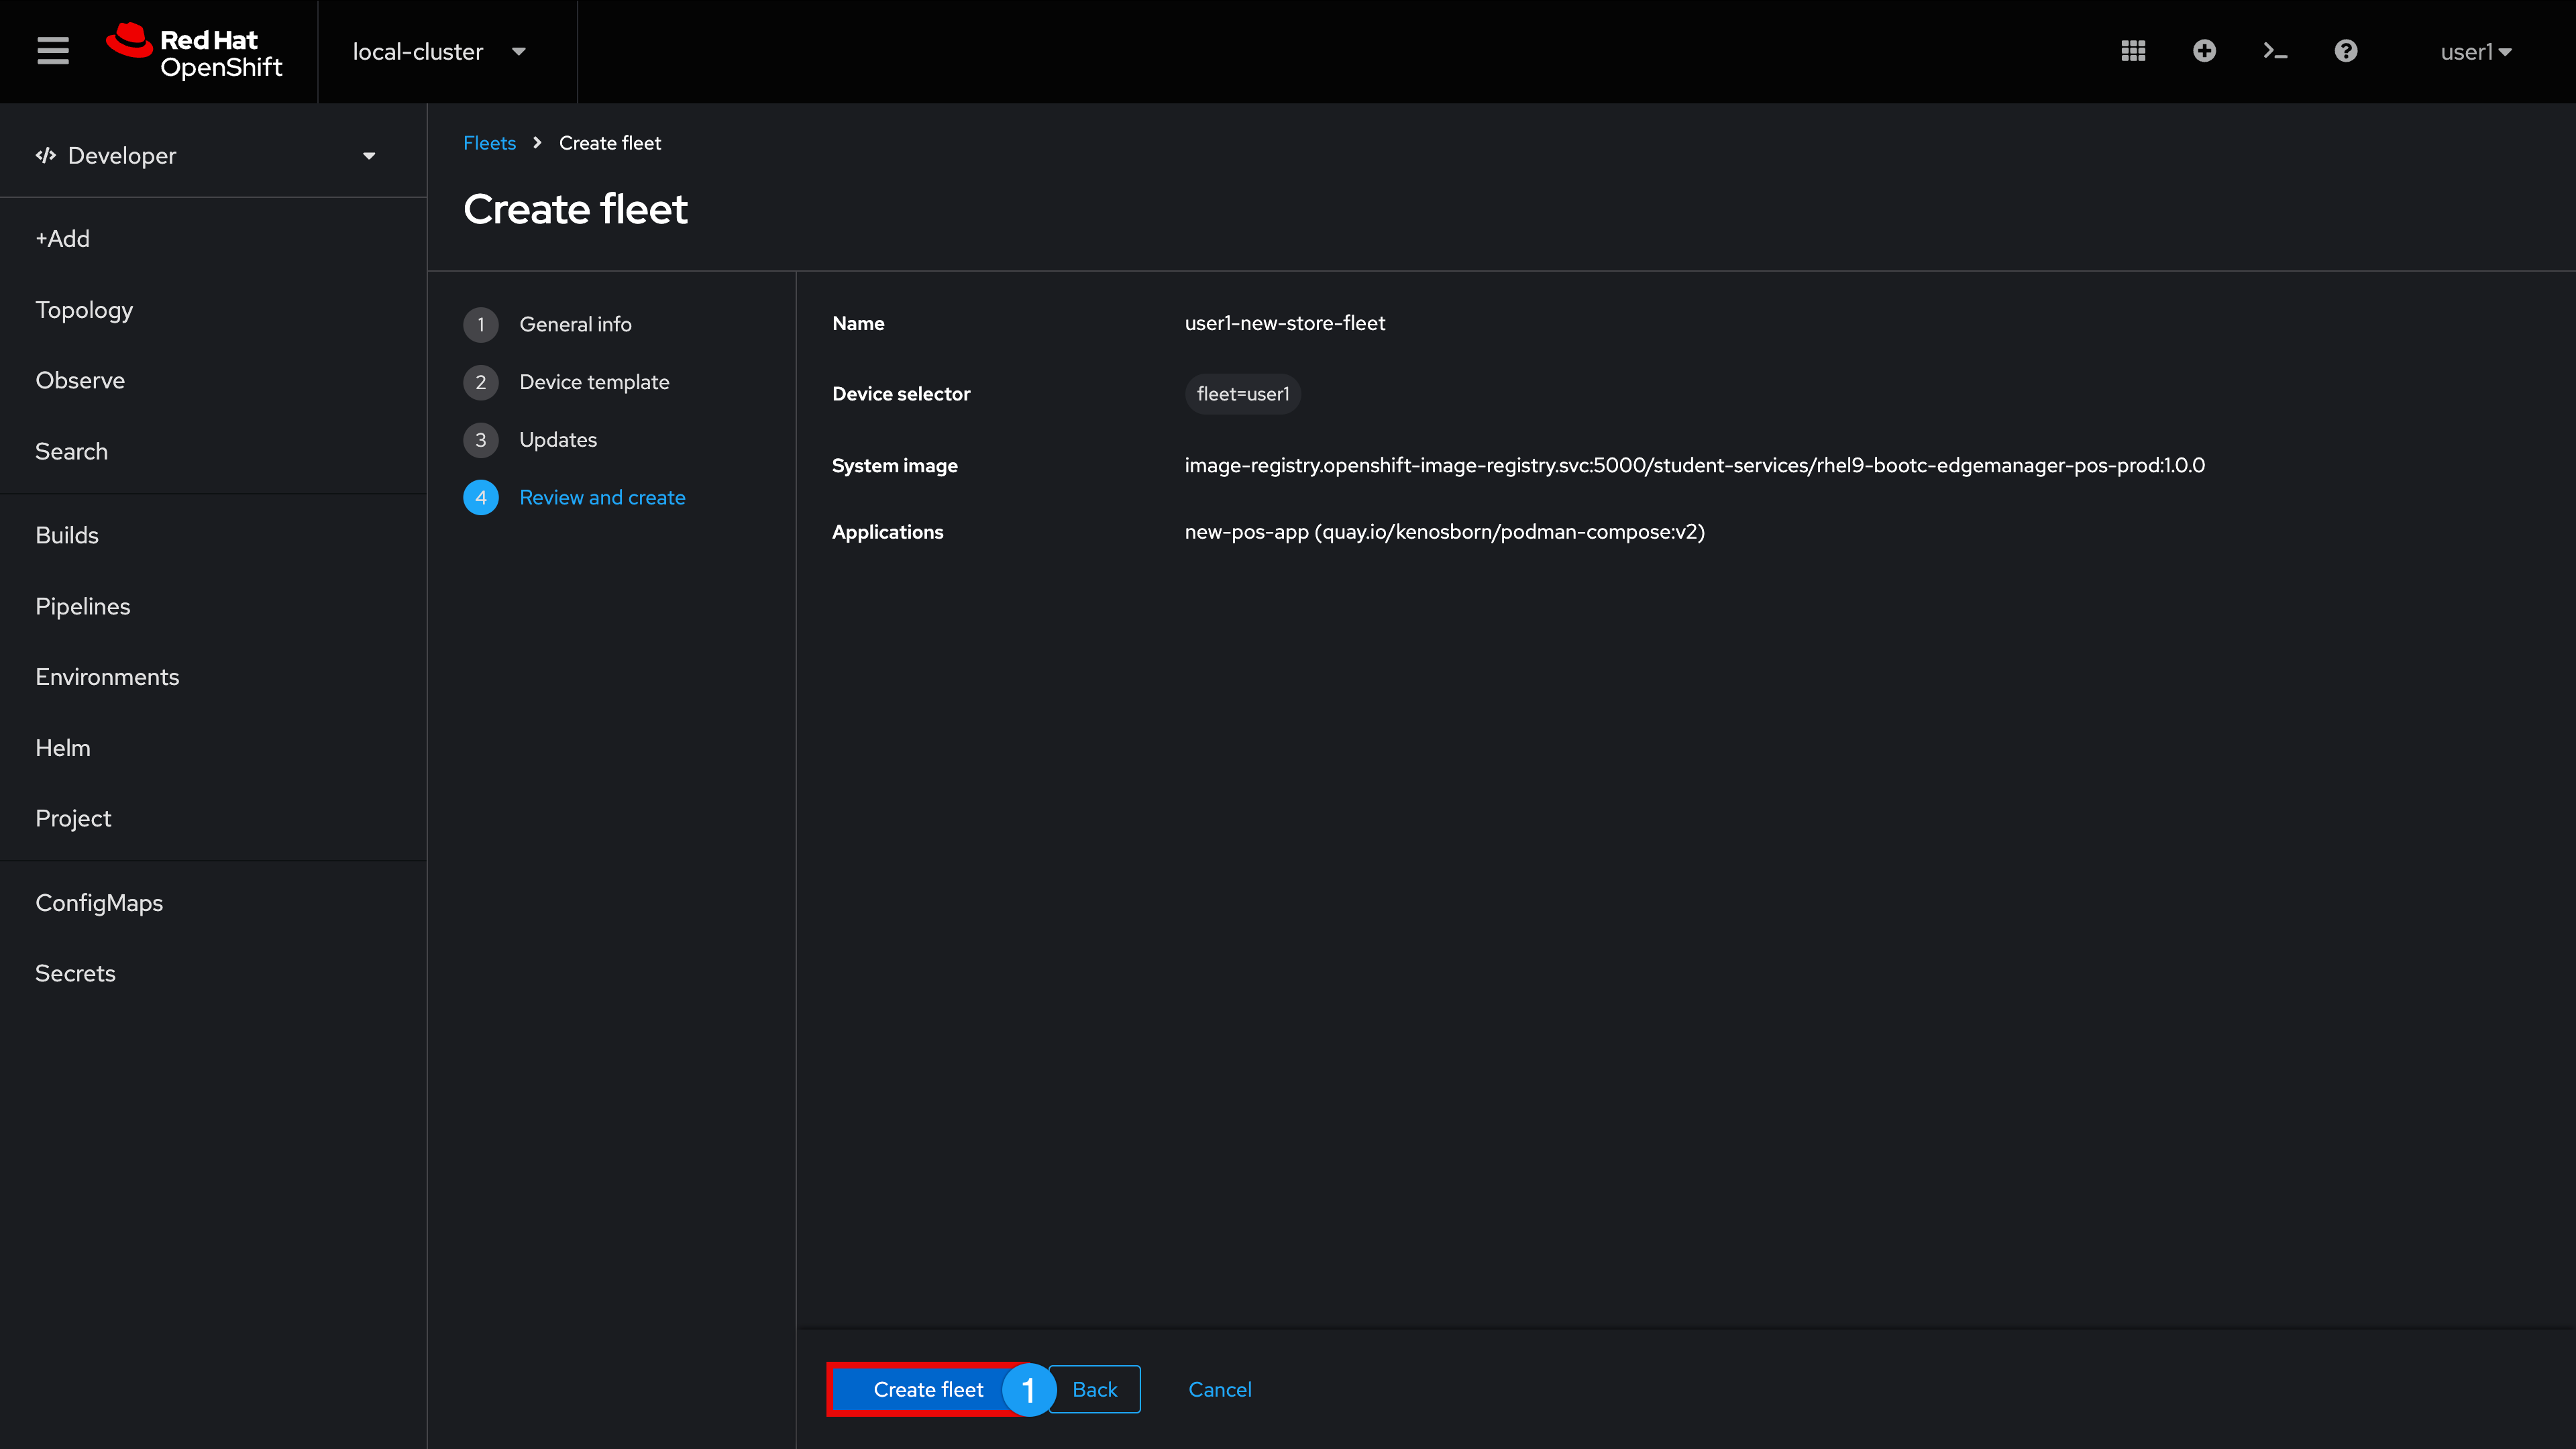 Red Hat
OpenShift
local-cluster
user1
Developer
+Add
Topology
Observe
Search
Builds
Pipelines
Environments
Helm
Project
ConfigMaps
Secrets
Fleets > Create fleet
Create fleet
1 General info
2 Device template
3 Updates
4 Review and create
Name user1-new-store-fleet
Device selector fleet=user1
System image image-registry.openshift-image-registry.svc:5000/student-services/rhel9-bootc-edgemanager-pos-prod:1.0.0
Applications new-pos-app (quay.io/kenosborn/podman-compose:v2)
Create fleet 1 Back Cancel